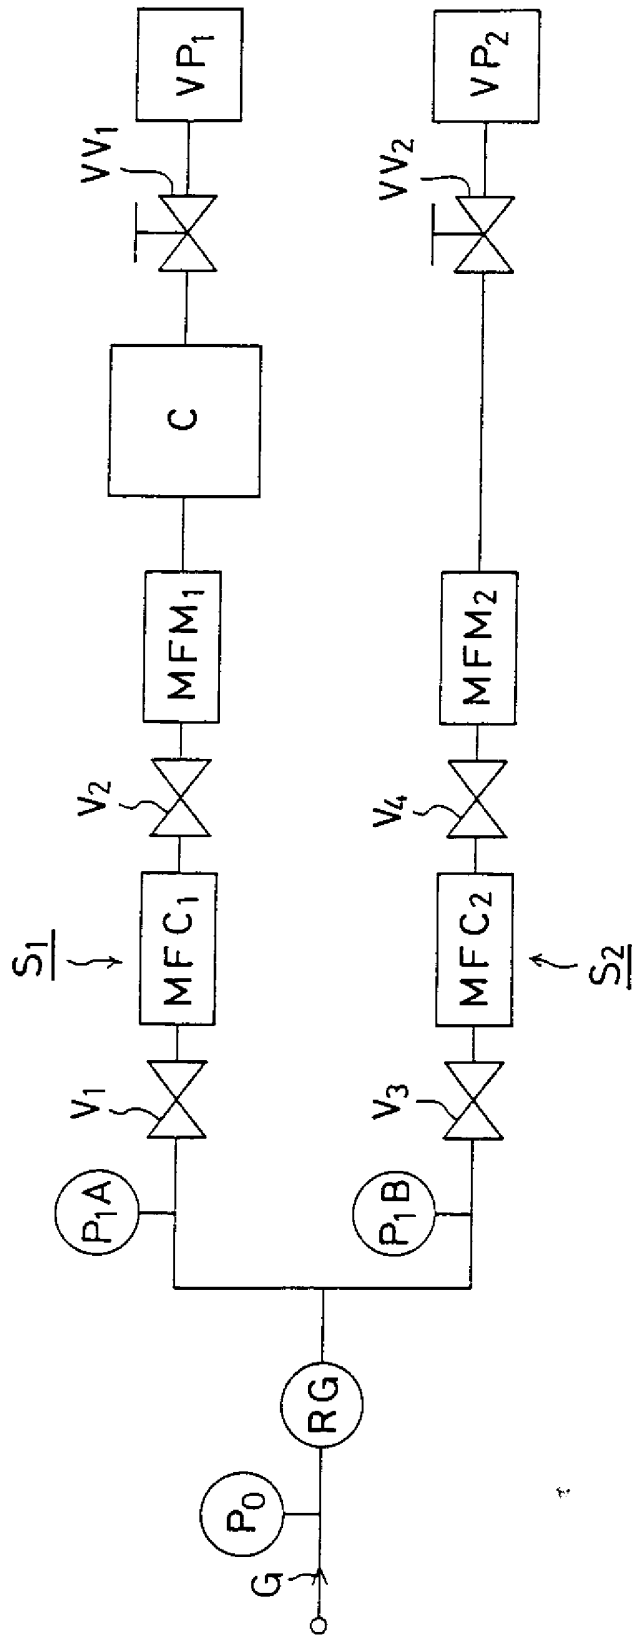 G
P₀
RG
P₁A
P₁B
S₁
V₁
MFC₁
V₂
MFM₁
C
VV₁
VP₁
V₃
MFC₂
V₄
MFM₂
VV₂
VP₂
S₂